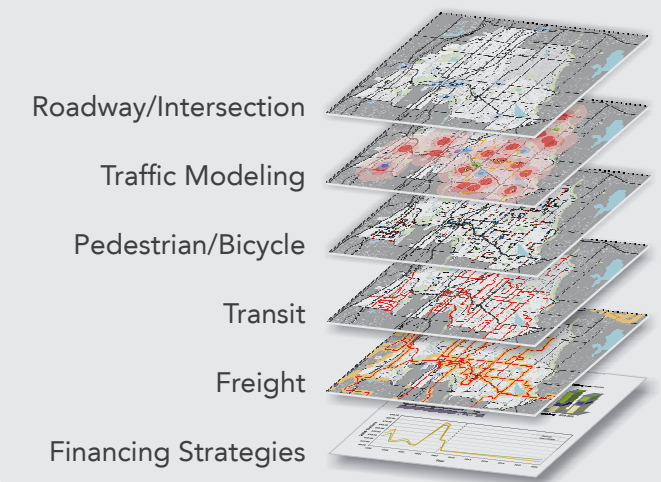 Roadway/Intersection
Traffic Modeling
Pedestrian/Bicycle
Transit
Freight
Financing Strategies